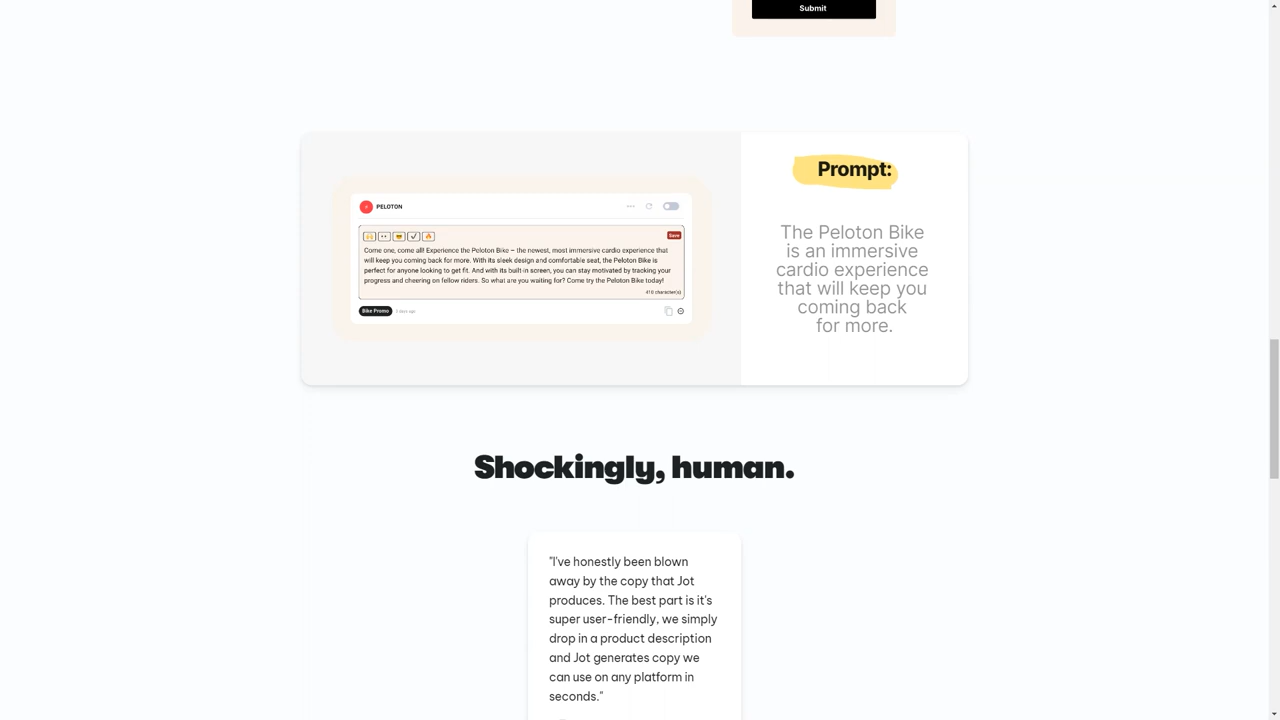 Submit
PELOTON
Save
Come one, come all! Experience the Peloton Bike – the newest, most immersive cardio experience that
will keep you coming back for more. With its sleek design and comfortable seat, the Peloton Bike is
perfect for anyone looking to get fit. And with its built-in screen, you can stay motivated by tracking your
progress and cheering on fellow riders. So what are you waiting for? Come try the Peloton Bike today!
410 character(s)
Bike Promo
2 days ago
Prompt:
The Peloton Bike
is an immersive
cardio experience
that will keep you
coming back
for more.
Shockingly, human.
"I've honestly been blown
away by the copy that Jot
produces. The best part is it's
super user-friendly, we simply
drop in a product description
and Jot generates copy we
can use on any platform in
seconds."